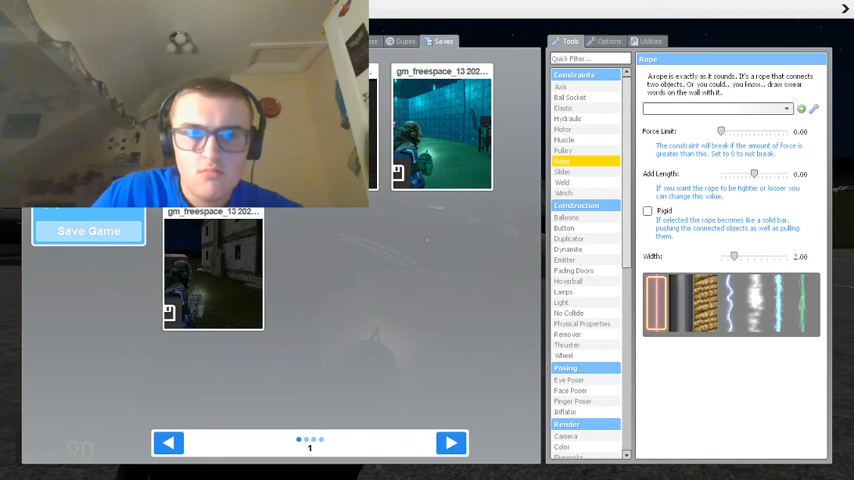 Dupes
Saves
Tools
Options
Utilities
gm_freespace_13 202...
Quick Filter...
Constraints
Axis
Ball Socket
Elastic
Hydraulic
Motor
Muscle
Pulley
Rope
Slider
Weld
Winch
Construction
Balloons
Button
Duplicator
Dynamite
Emitter
Fading Doors
Hoverball
Lamps
Light
No Collide
Physical Properties
Remover
Thruster
Wheel
Posing
Eye Poser
Face Poser
Finger Poser
Inflator
Render
Camera
Color
Rope
A rope is exactly as it sounds. It's a rope that connects
two objects. Or you could.. you know.. draw swear
words on the wall with it.
Force Limit:
0.00
The constraint will break if the amount of force is
greater than this. Set to 0 to not break.
Add Length:
0.00
If you want the rope to be tighter or looser you
can change this value.
Rigid
If selected the rope becomes like a solid bar,
pushing the connected objects as well as pulling
them.
Width:
2.00
gm_freespace_13 202...
Save Game
1